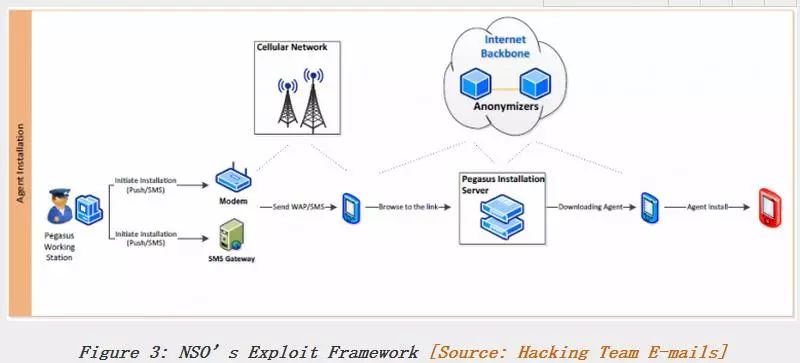 Agent Installation
Cellular Network
Internet
Backbone
Anonymizers
Initiate Installation
(Push/SMS)
Modem
Pegasus Installation
Server
Send WAP/SMS
Browse to the link
Downloading Agent
Agent Install
Pegasus
Working
Station
Initiate Installation
(Push/SMS)
SMS Gateway
Figure 3: NSO's Exploit Framework [Source: Hacking Team E-mails]